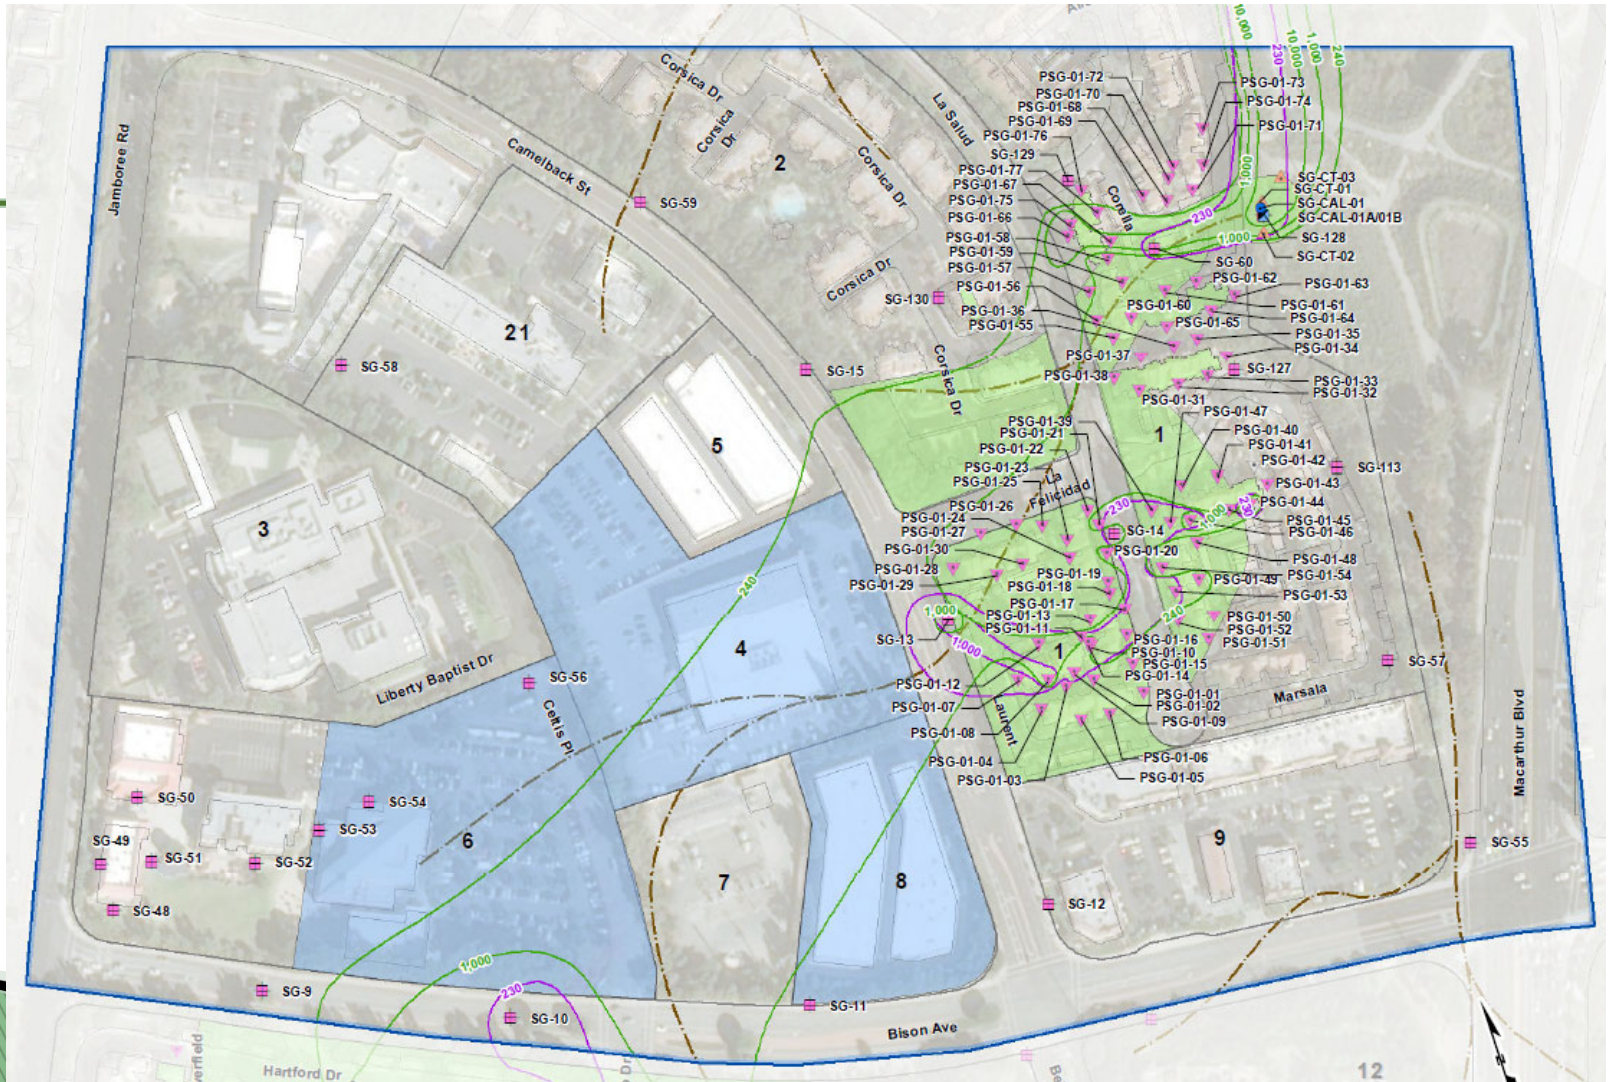 10,000
230
10,000
1,000
240
Corsica Dr
PSG-01-72
PSG-01-70
PSG-01-73
PSG-01-68
PSG-01-74
PSG-01-69
PSG-01-71
La Salud
Corsica Dr
PSG-01-76
Jamboree Rd
Camelback St
2
Corsica Dr
SG-129
PSG-01-77
1,000
SG-CT-03
PSG-01-67
SG-CT-01
PSG-01-75
SG-CAL-01
SG-59
Corella
230
SG-CAL-01A/01B
PSG-01-66
PSG-01-58
1,000
SG-128
PSG-01-59
SG-CT-02
PSG-01-57
SG-60
Corsica Dr
PSG-01-62
PSG-01-63
PSG-01-56
SG-130
PSG-01-60
PSG-01-61
PSG-01-36
PSG-01-64
PSG-01-55
PSG-01-65
21
PSG-01-35
PSG-01-37
PSG-01-34
SG-58
SG-15
Corsica Dr
PSG-01-38
SG-127
PSG-01-33
PSG-01-32
PSG-01-31
PSG-01-47
PSG-01-39
PSG-01-21
1
PSG-01-40
5
PSG-01-22
PSG-01-41
PSG-01-42
PSG-01-23
SG-113
La Felicidad
PSG-01-25
PSG-01-43
PSG-01-26
230
230
PSG-01-44
PSG-01-24
1,000
PSG-01-45
3
PSG-01-27
SG-14
PSG-01-46
PSG-01-30
PSG-01-20
PSG-01-48
PSG-01-28
PSG-01-19
PSG-01-54
PSG-01-29
PSG-01-18
PSG-01-49
PSG-01-53
240
PSG-01-17
1,000
PSG-01-13
240
PSG-01-50
PSG-01-11
PSG-01-52
SG-13
1,000
PSG-01-16
PSG-01-51
4
1
PSG-01-10
SG-57
Liberty Baptist Dr
PSG-01-15
SG-56
PSG-01-12
PSG-01-14
PSG-01-07
PSG-01-01
Marsala
PSG-01-02
Celtis Pl
Laurent
PSG-01-09
PSG-01-08
Macarthur Blvd
PSG-01-04
PSG-01-06
PSG-01-03
PSG-01-05
SG-50
SG-54
SG-53
6
9
SG-49
SG-51
SG-52
SG-55
7
8
SG-48
SG-12
1,000
SG-9
230
SG-11
SG-10
Bison Ave
Hartford Dr
12